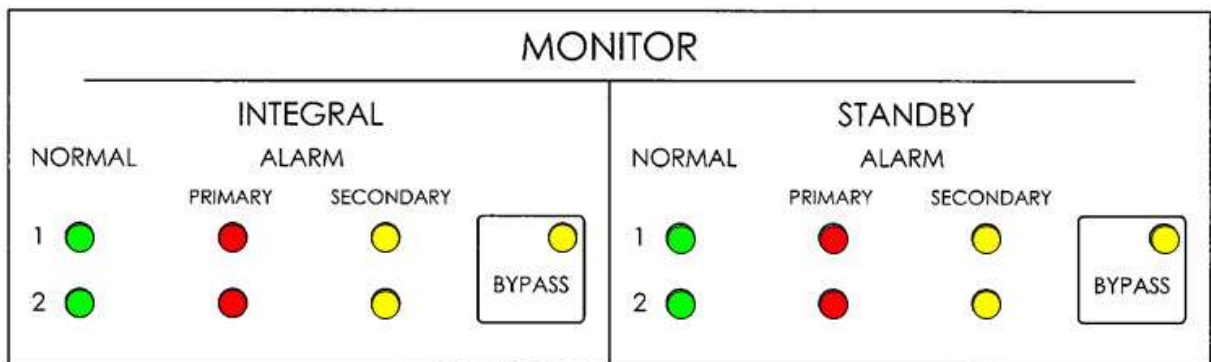 MONITOR
INTEGRAL
NORMAL ALARM
PRIMARY SECONDARY
1
2
BYPASS
STANDBY
NORMAL ALARM
PRIMARY SECONDARY
1
2
BYPASS